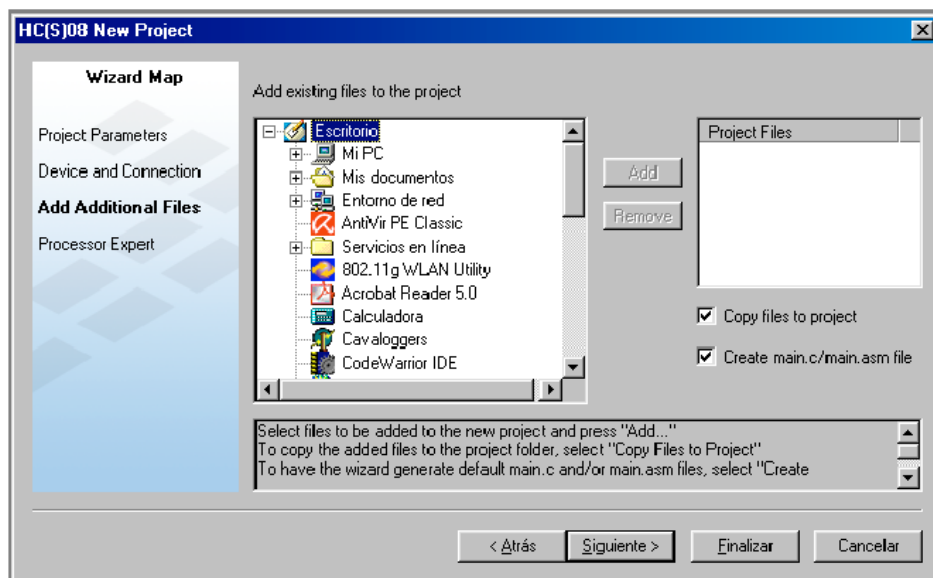 HC(S)08 New Project
Wizard Map
Project Parameters
Device and Connection
Add Additional Files
Processor Expert
Add existing files to the project
Escritorio
Mi PC
Mis documentos
Entorno de red
AntiVir PE Classic
Servicios en línea
802.11g WLAN Utility
Acrobat Reader 5.0
Calculadora
Cavaloggers
CodeWarrior IDE
Add
Remove
Project Files
Copy files to project
Create main.c/main.asm file
Select files to be added to the new project and press "Add..."
To copy the added files to the project folder, select "Copy Files to Project"
To have the wizard generate default main.c and/or main.asm files, select "Create
< Atrás
Siguiente >
Finalizar
Cancelar